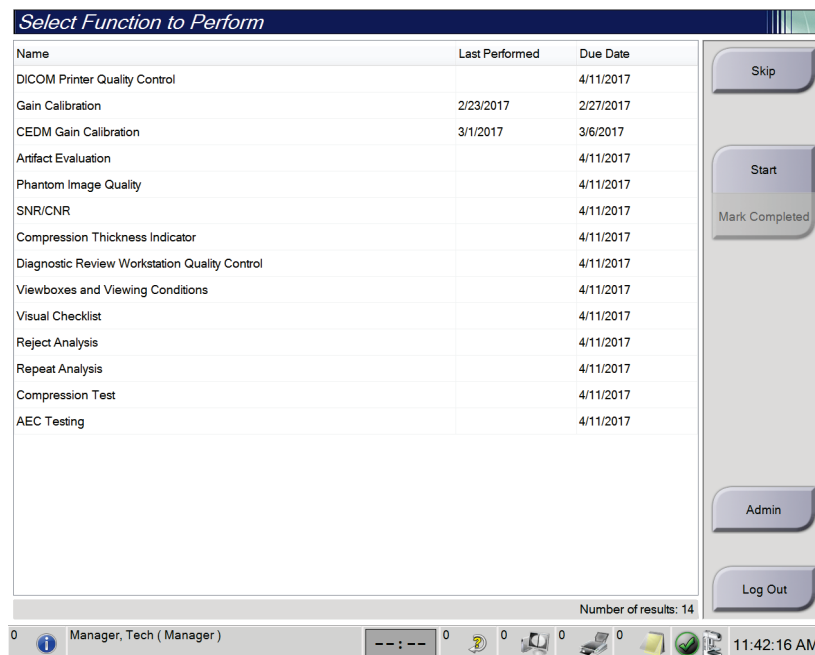 Select Function to Perform
Name Last Performed Due Date
DICOM Printer Quality Control 4/11/2017
Gain Calibration 2/23/2017 2/27/2017
CEDM Gain Calibration 3/1/2017 3/6/2017
Artifact Evaluation 4/11/2017
Phantom Image Quality 4/11/2017
SNR/CNR 4/11/2017
Compression Thickness Indicator 4/11/2017
Diagnostic Review Workstation Quality Control 4/11/2017
Viewboxes and Viewing Conditions 4/11/2017
Visual Checklist 4/11/2017
Reject Analysis 4/11/2017
Repeat Analysis 4/11/2017
Compression Test 4/11/2017
AEC Testing 4/11/2017
Number of results: 14
Skip
Start
Mark Completed
Admin
Log Out
0 Manager, Tech ( Manager ) --:-- 0 0 0 0 11:42:16 AM